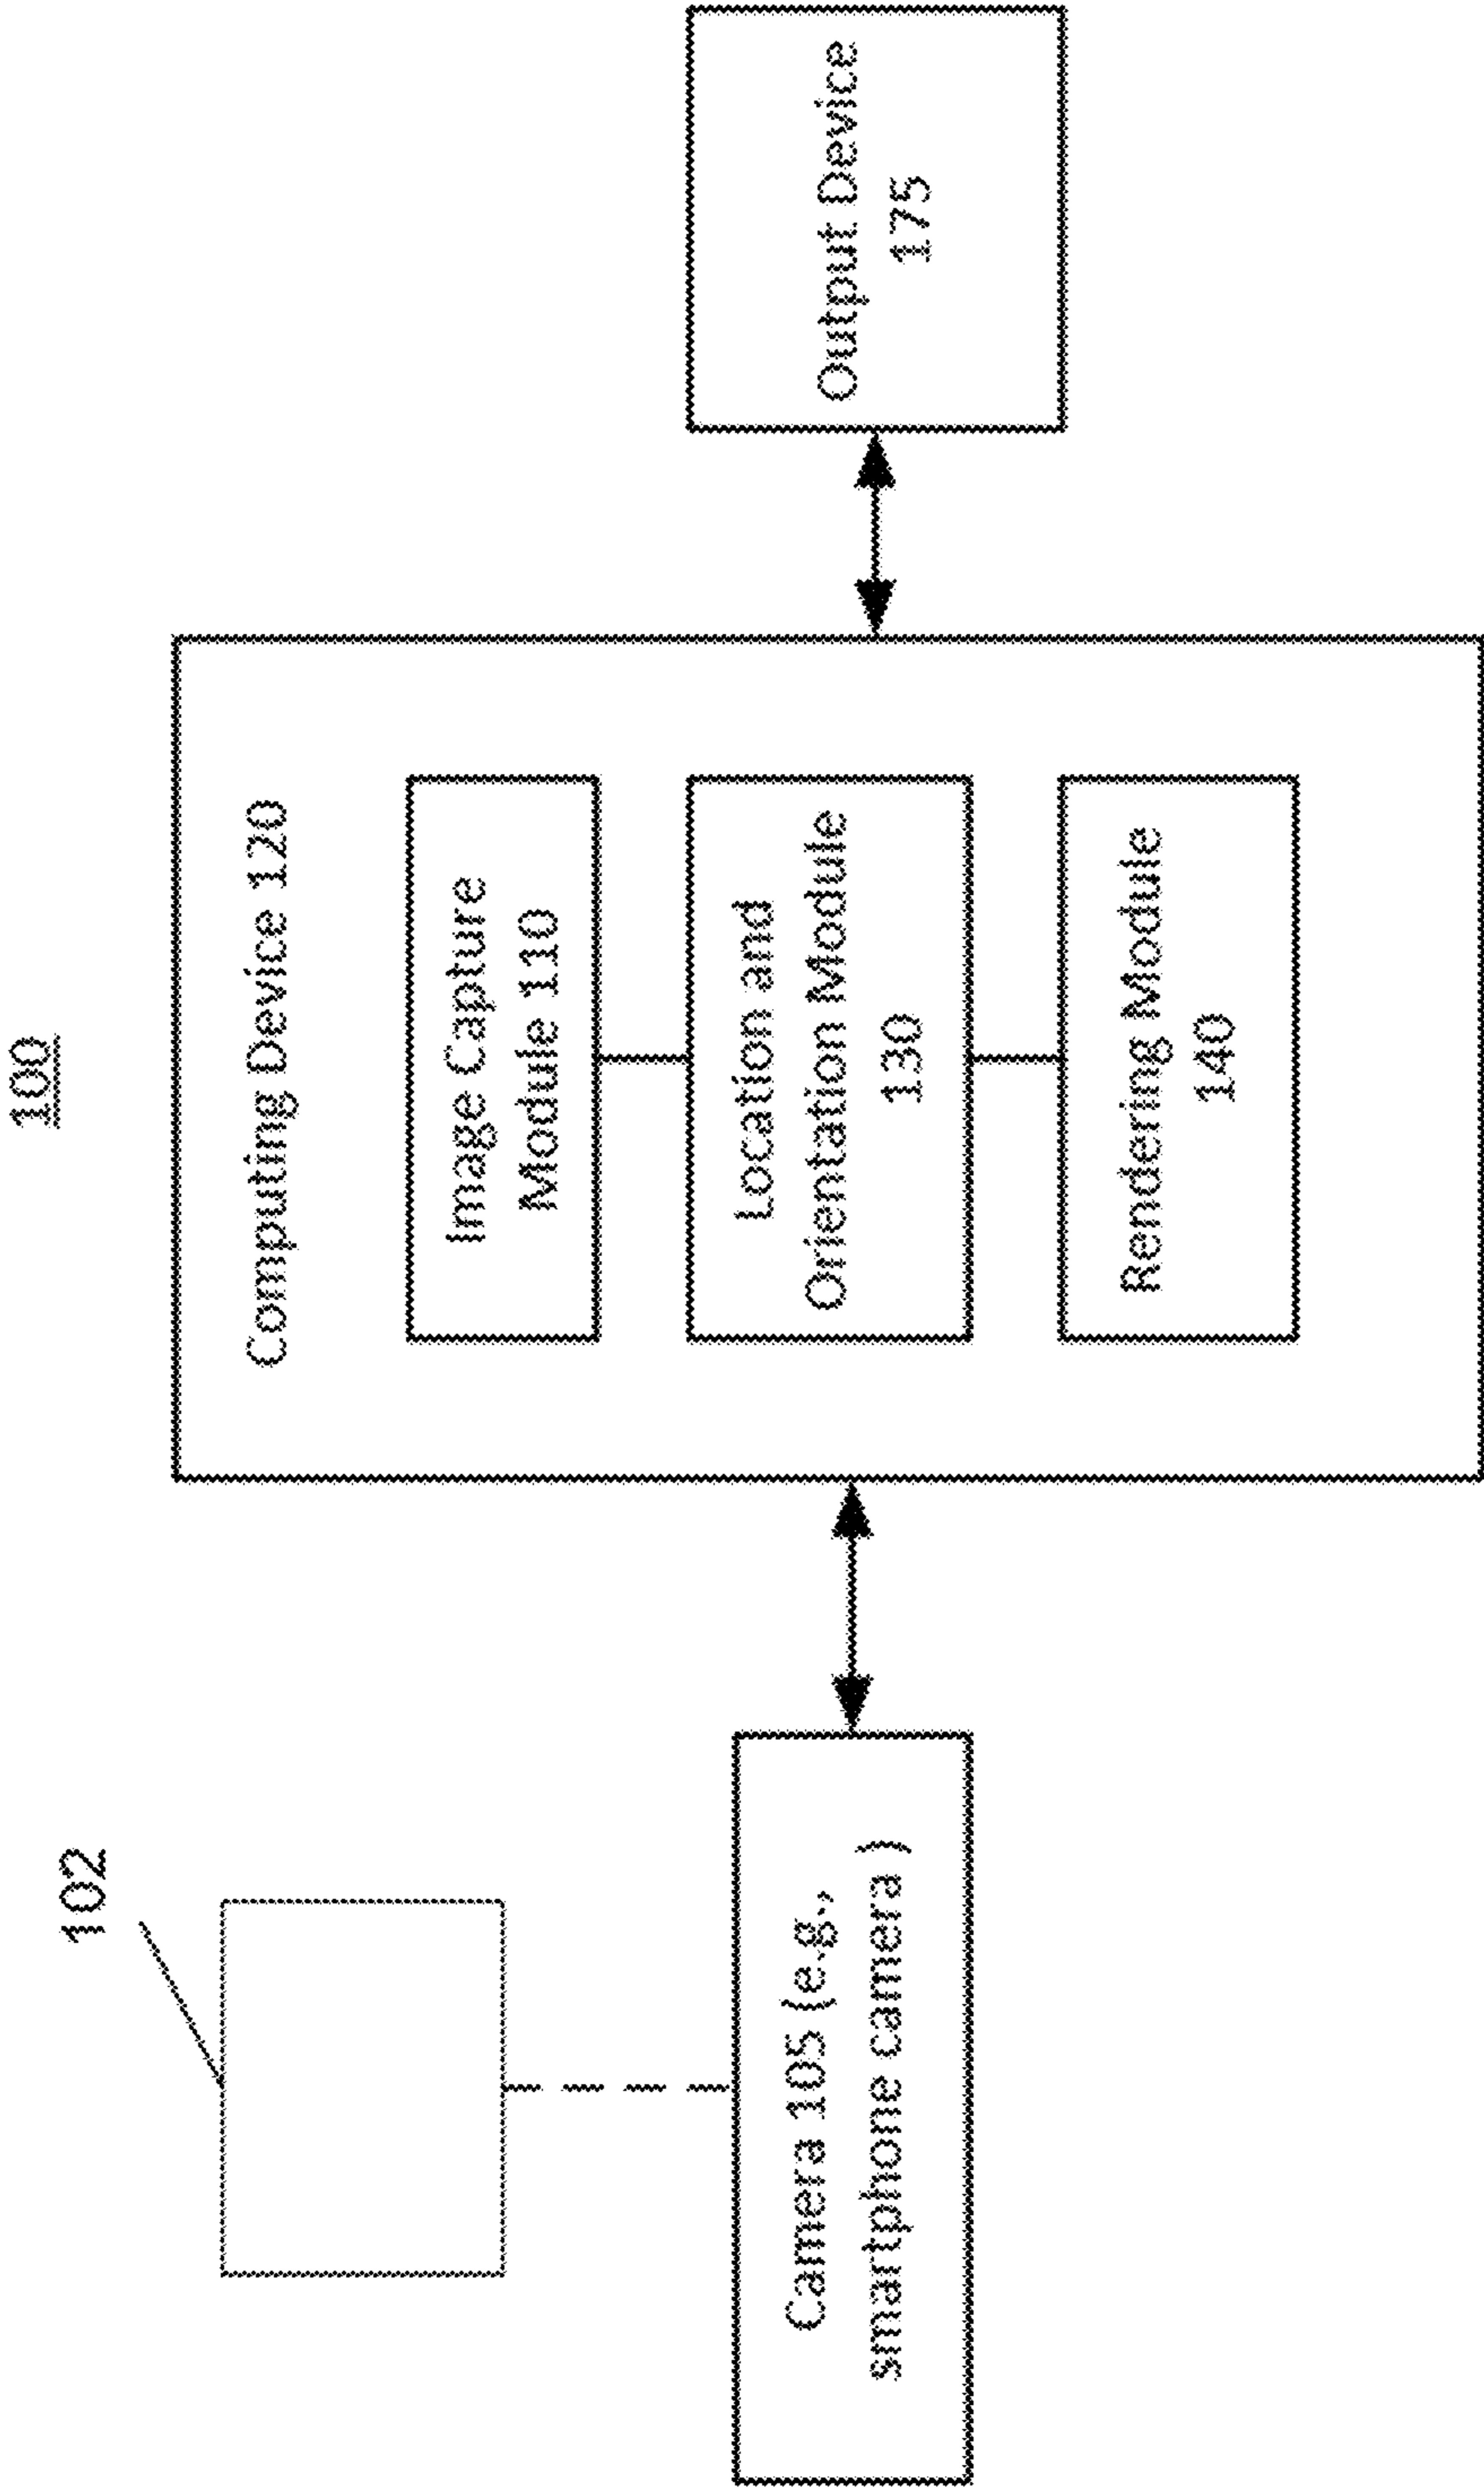 100
102
Camera 105 (e.g.,
smartphone camera )
Computing Device 120
Image Capture
Module 110
Location and
Orientation Module
130
Rendering Module
140
Output Device
175